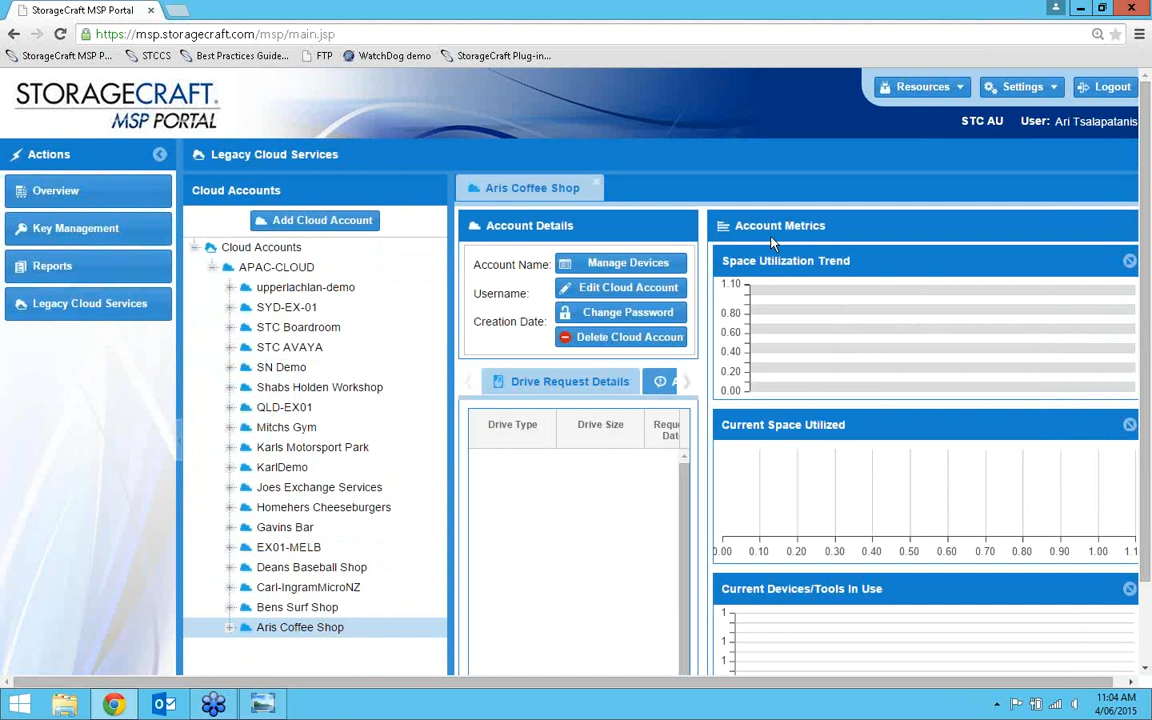 StorageCraft MSP Portal
https://msp.storagecraft.com/msp/main.jsp
StorageCraft MSP P... STCCS Best Practices Guide... FTP WatchDog demo StorageCraft Plug-in...
STORAGECRAFT.
MSP PORTAL
Resources Settings Logout
STC AU User: Ari Tsalapatanis
Actions
Overview
Key Management
Reports
Legacy Cloud Services
Legacy Cloud Services
Cloud Accounts
Add Cloud Account
Cloud Accounts
APAC-CLOUD
upperlachlan-demo
SYD-EX-01
STC Boardroom
STC AVAYA
SN Demo
Shabs Holden Workshop
QLD-EX01
Mitchs Gym
Karls Motorsport Park
KarlDemo
Joes Exchange Services
Homehers Cheeseburgers
Gavins Bar
EX01-MELB
Deans Baseball Shop
Carl-IngramMicroNZ
Bens Surf Shop
Aris Coffee Shop
Aris Coffee Shop
Account Details
Account Name: Manage Devices
Username: Edit Cloud Account
Creation Date: Change Password
Delete Cloud Accoun
Drive Request Details A
Drive Type Drive Size Reque Dat
Account Metrics
Space Utilization Trend
1.10
0.80
0.60
0.40
0.20
0.00
Current Space Utilized
0.00 0.10 0.20 0.30 0.40 0.50 0.60 0.70 0.80 0.90 1.00 1.1
Current Devices/Tools In Use
1
1
1
11:04 AM
4/06/2015